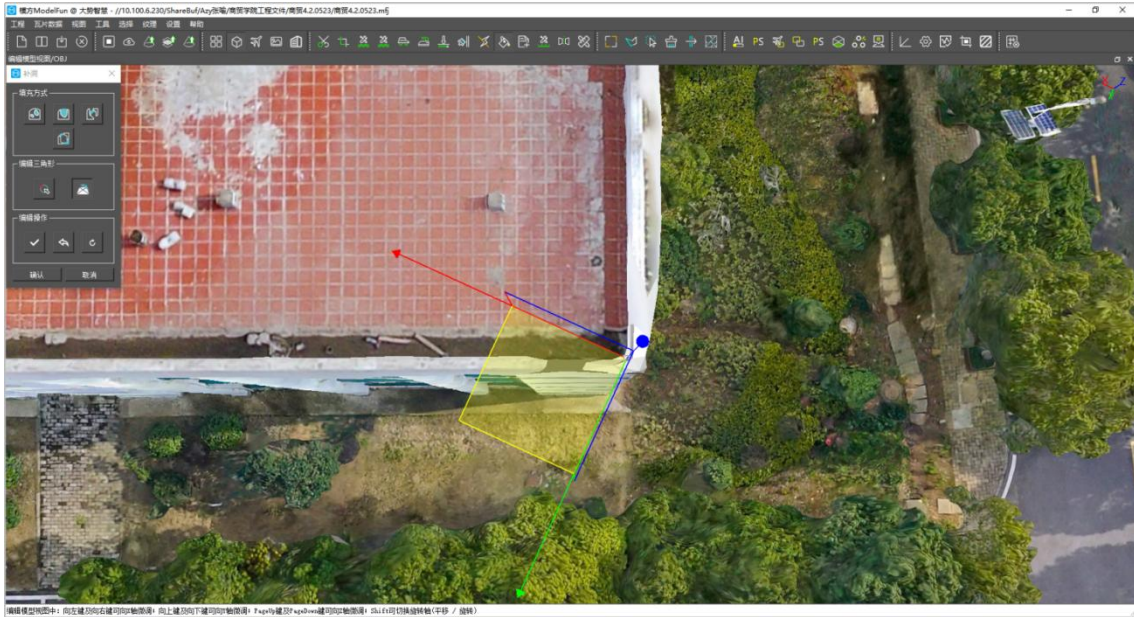 模方ModelFun @ 大势智慧 - //10.100.6.230/ShareBuf/Azy张瑜/商贸学院工程文件/商贸4.2.0523/商贸4.2.0523.mfj
工程 瓦片数据 视图 工具 选择 纹理 设置 帮助
AI PS PS
编辑模型视图/OBJ
补洞
填充方式
编辑三角形
编辑操作
确认 取消
Z
编辑模型视图中: 向左键及向右键可向X轴微调; 向上键及向下键可向Y轴微调; PageUp键及PageDown键可向Z轴微调; Shift可切换旋转轴(平移 / 旋转)